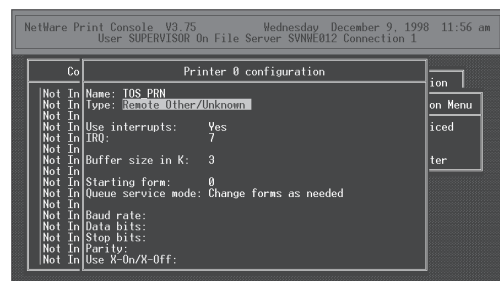 NetWare Print Console V3.75 Wednesday December 9, 1998 11:56 am
User SUPERVISOR On File Server SVNWE012 Connection 1
Co Printer 0 configuration
ion
Not In Name: TOS_PRN
Not In Type: Remote Other/Unknown on Menu
Not In
Not In Use interrupts: Yes iced
Not In IRQ: 7
Not In
Not In Buffer size in K: 3 ter
Not In
Not In Starting form: 0
Not In Queue service mode: Change forms as needed
Not In
Not In Baud rate:
Not In Data bits:
Not In Stop bits:
Not In Parity:
Not In Use X-On/X-Off: